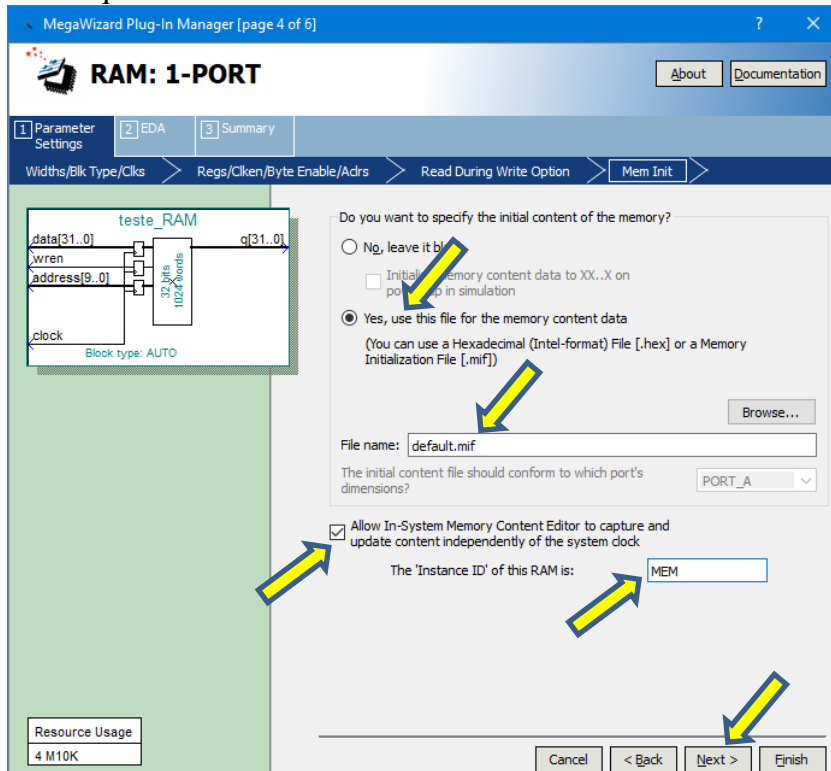 MegaWizard Plug-In Manager [page 4 of 6]
? ×
RAM: 1-PORT
About
Documentation
1 Parameter Settings
2 EDA
3 Summary
Widths/Blk Type/Clks
Regs/Clken/Byte Enable/Adrs
Read During Write Option
Mem Init
teste_RAM
data[31..0]
q[31..0]
wren
address[9..0]
32 bits
1024 words
clock
Block type: AUTO
Do you want to specify the initial content of the memory?
No, leave it
Initial memory content data to XX..X on
in simulation
Yes, use this file for the memory content data
(You can use a Hexadecimal (Intel-format) File [.hex] or a Memory
Initialization File [.mif])
Browse...
File name: default.mif
The initial content file should conform to which port's
dimensions?
PORT_A
Allow In-System Memory Content Editor to capture and
update content independently of the system clock
The 'Instance ID' of this RAM is: MEM
Resource Usage
4 M10K
Cancel
< Back
Next >
Finish